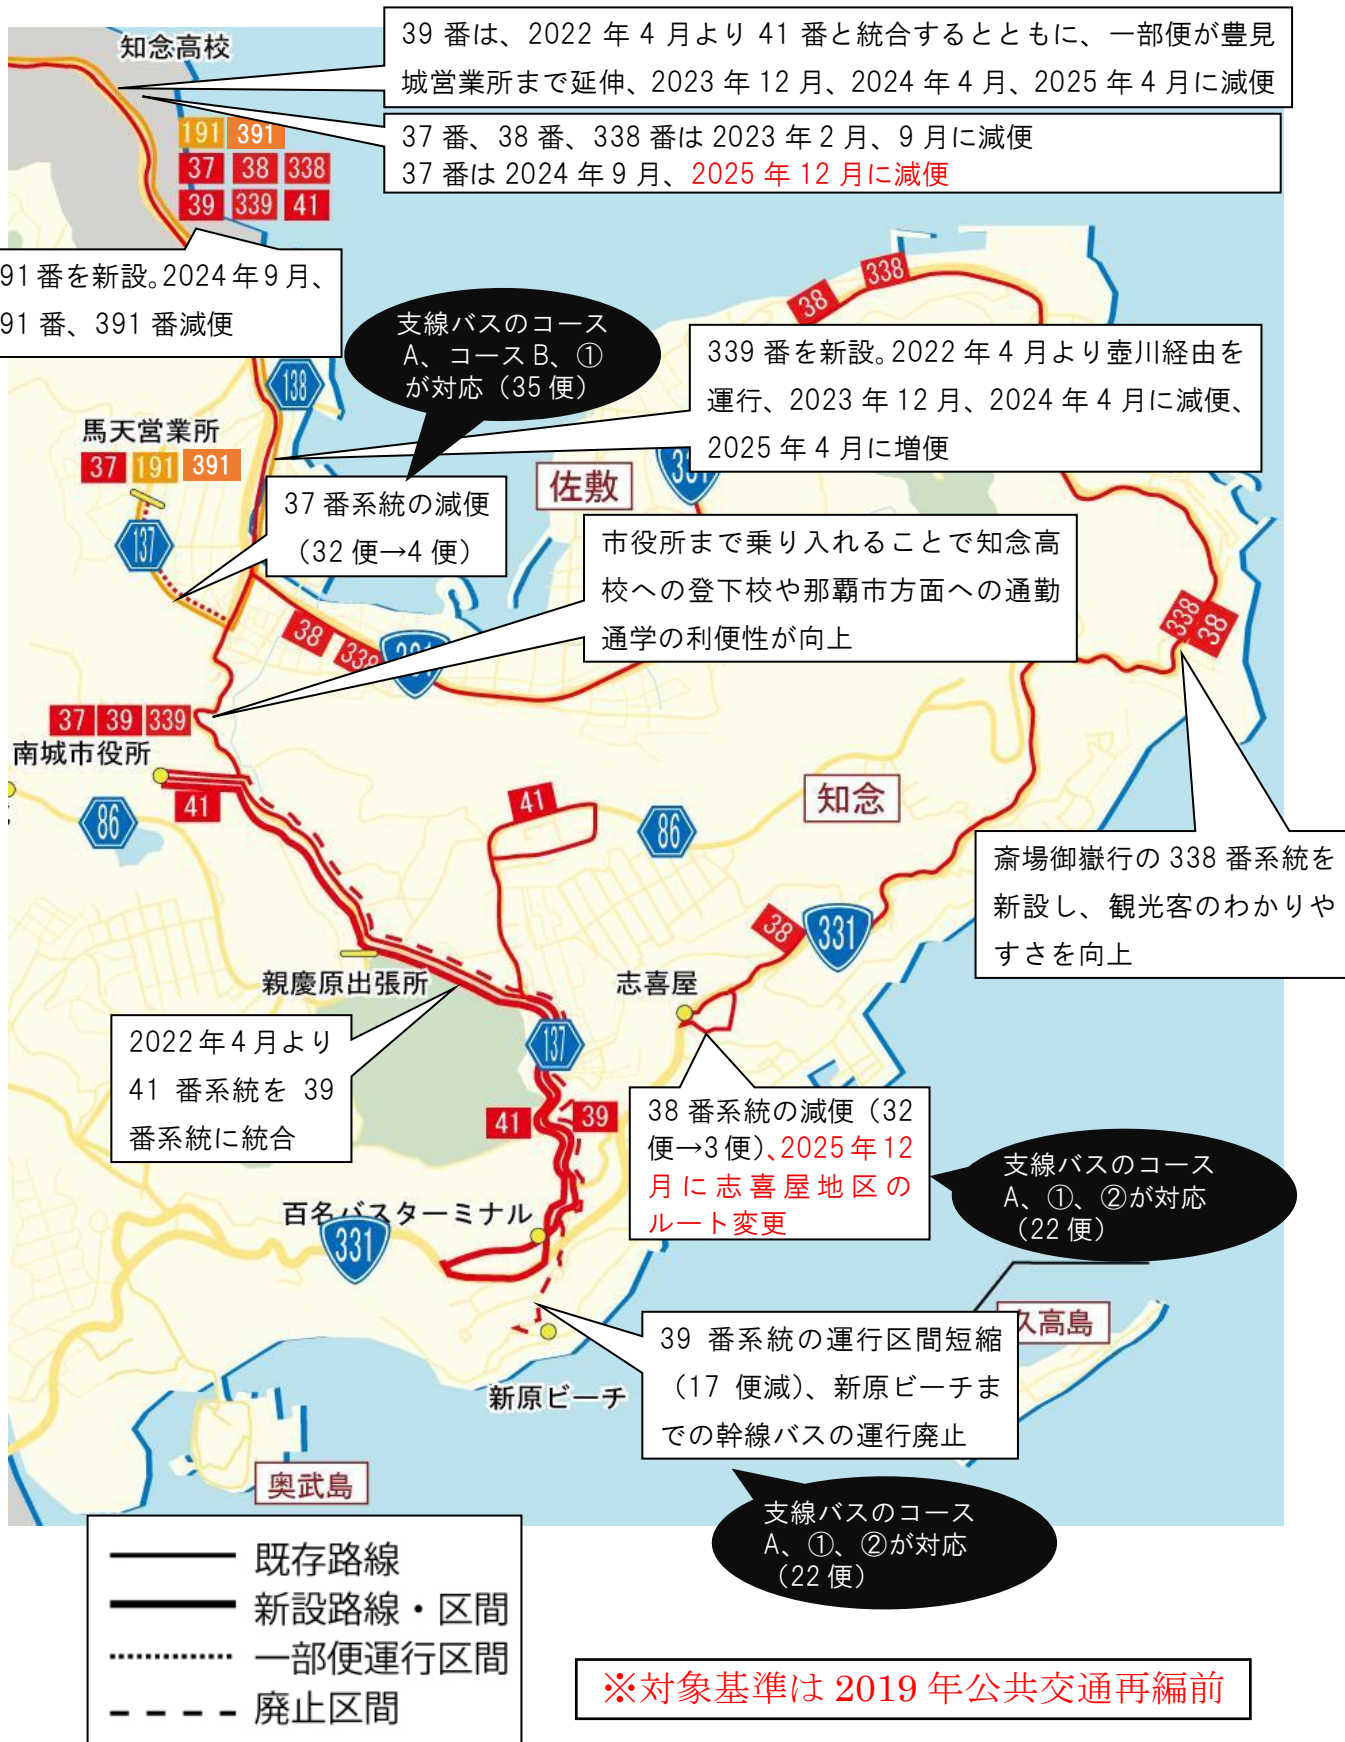 知念高校
39 番は、2022 年 4 月より 41 番と統合するとともに、一部便が豊見
城営業所まで延伸、2023 年 12 月、2024 年 4 月、2025 年 4 月に減便
37 番、38 番、338 番は 2023 年 2 月、9 月に減便
37 番は 2024 年 9 月、2025 年 12 月に減便
191 391
37 38 338
39 339 41
91 番を新設。2024 年 9 月、
91 番、391 番減便
支線バスのコース
A、コース B、①
が対応（35 便）
38 338
339 番を新設。2022 年 4 月より壺川経由を
運行、2023 年 12 月、2024 年 4 月に減便、
2025 年 4 月に増便
138
馬天営業所
37 191 391
331
佐敷
137
37 番系統の減便
（32 便→4 便）
市役所まで乗り入れることで知念高
校への登下校や那覇市方面への通勤
通学の利便性が向上
38 339
331
338 38
37 39 339
南城市役所
41
86
41
86
知念
斎場御嶽行の 338 番系統を
新設し、観光客のわかりや
すさを向上
38
331
親慶原出張所
志喜屋
2022 年 4 月より
41 番系統を 39
番系統に統合
137
41 39
38 番系統の減便（32
便→3 便）、2025 年 12
月に志喜屋地区の
ルート変更
支線バスのコース
A、①、②が対応
（22 便）
百名バスターミナル
331
39 番系統の運行区間短縮
（17 便減）、新原ビーチま
での幹線バスの運行廃止
久高島
新原ビーチ
奥武島
支線バスのコース
A、①、②が対応
（22 便）
既存路線
新設路線・区間
一部便運行区間
廃止区間
※対象基準は 2019 年公共交通再編前